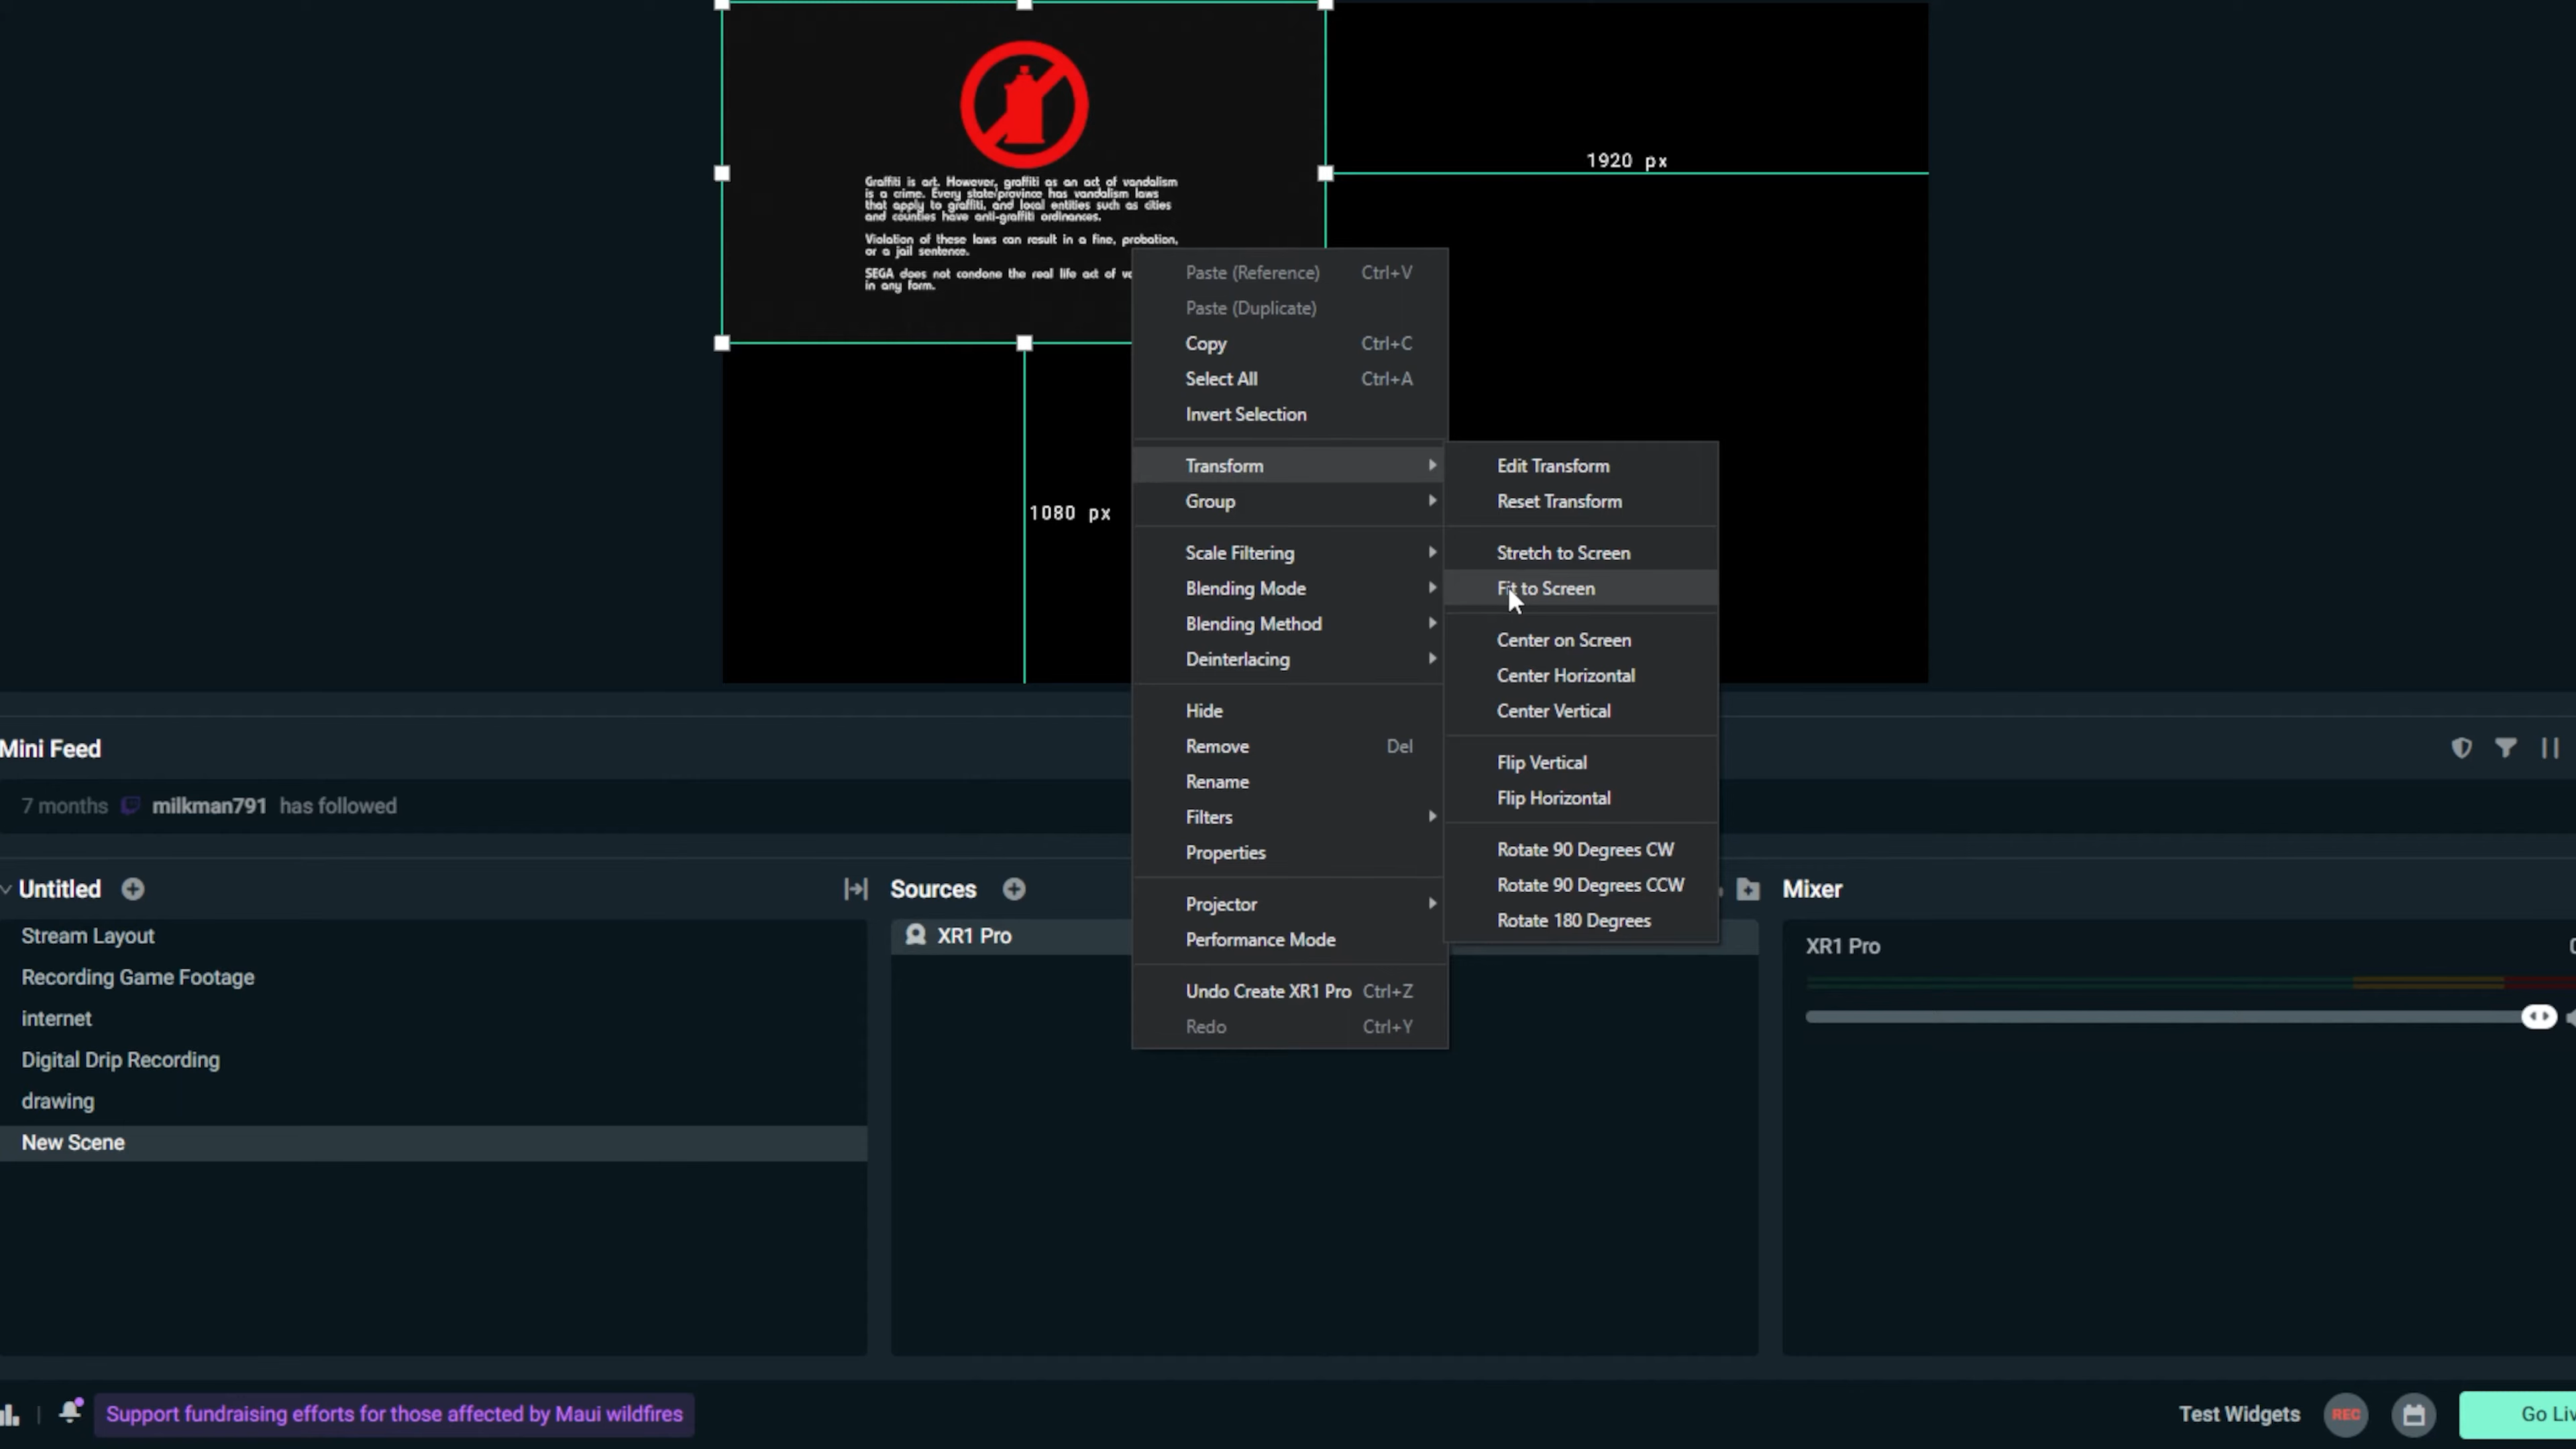 Graffiti is art. However, graffiti as an act of vandalism
is a crime. Every state/province has vandalism laws
that apply to graffiti, and local entities such as cities
and counties have anti-graffiti ordinances.
Violation of these laws can result in a fine, probation,
or a jail sentence.
SEGA does not condone the real life act of
in any form.
1920 px
1080 px
Paste (Reference) Ctrl+V
Paste (Duplicate)
Copy Ctrl+C
Select All Ctrl+A
Invert Selection
Transform
Group
Scale Filtering
Blending Mode
Blending Method
Deinterlacing
Hide
Remove Del
Rename
Filters
Properties
Projector
Performance Mode
Undo Create XR1 Pro Ctrl+Z
Redo Ctrl+Y
Edit Transform
Reset Transform
Stretch to Screen
Fit to Screen
Center on Screen
Center Horizontal
Center Vertical
Flip Vertical
Flip Horizontal
Rotate 90 Degrees CW
Rotate 90 Degrees CCW
Rotate 180 Degrees
Mini Feed
7 months milkman791 has followed
Untitled
Stream Layout
Recording Game Footage
internet
Digital Drip Recording
drawing
New Scene
Sources
XR1 Pro
Mixer
XR1 Pro
Support fundraising efforts for those affected by Maui wildfires
Test Widgets
REC
Go Liv